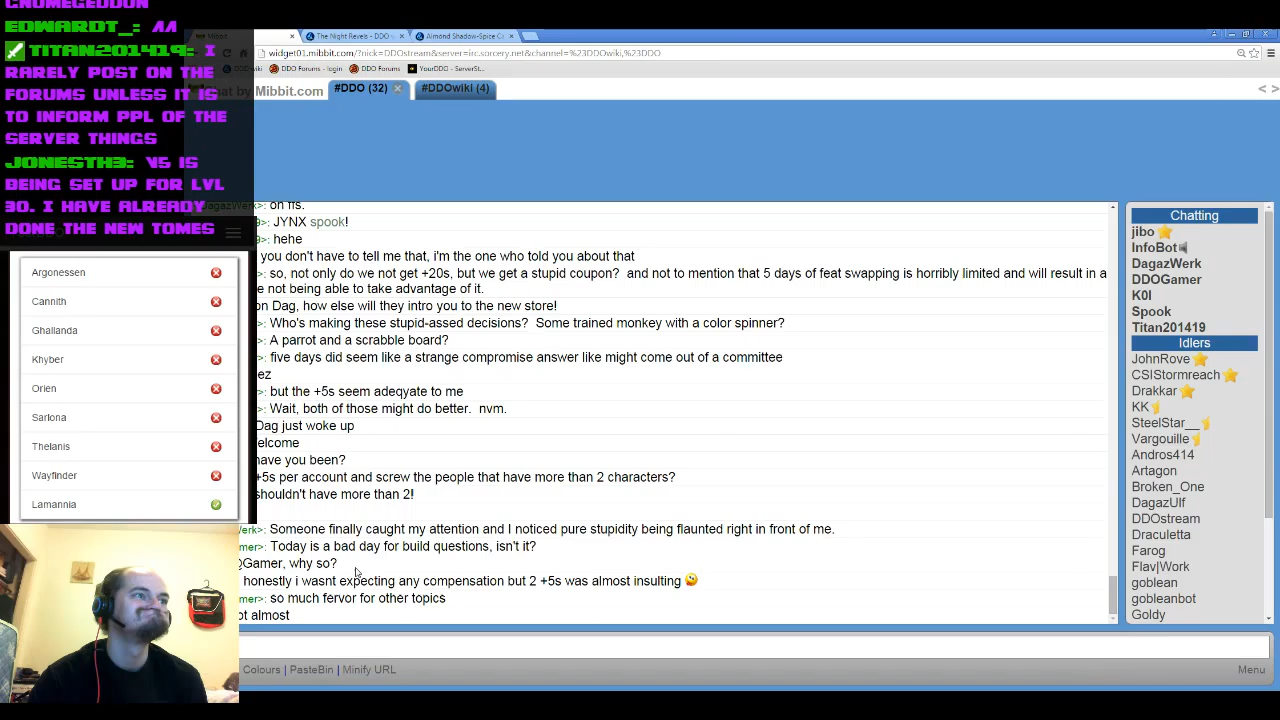 GNOMEGEDDON
EDWARDT_: ^^
TITAN201419: I
RARELY POST ON THE
FORUMS UNLESS IT IS
TO INFORM PPL OF THE
SERVER THINGS
JONESTH3: V5 IS
BEING SET UP FOR LVL
30. I HAVE ALREADY
DONE THE NEW TOMES
Argonessen
Cannith
Ghallanda
Khyber
Orien
Sarlona
Thelanis
Wayfinder
Lamannia
Mibbit
The Night Revels - DDO w
Almond Shadow-Spice Ca
widget01.mibbit.com/?nick=DDOstream&server=irc.sorcery.net&channel=%23DDOwiki,%23DDO
DDO Forums - login
DDO Forums
YourDDO - ServerSt...
Chat by Mibbit.com
#DDO (32)
#DDOwiki (4)
DagazWerk>: oh ffs.
9>: JYNX spook!
9>: hehe
you don't have to tell me that, i'm the one who told you about that
>: so, not only do we not get +20s, but we get a stupid coupon? and not to mention that 5 days of feat swapping is horribly limited and will result in a
e not being able to take advantage of it.
on Dag, how else will they intro you to the new store!
>: Who's making these stupid-assed decisions? Some trained monkey with a color spinner?
>: A parrot and a scrabble board?
>: five days did seem like a strange compromise answer like might come out of a committee
ez
>: but the +5s seem adeqyate to me
>: Wait, both of those might do better. nvm.
Dag just woke up
elcome
have you been?
+5s per account and screw the people that have more than 2 characters?
shouldn't have more than 2!
erk>: Someone finally caught my attention and I noticed pure stupidity being flaunted right in front of me.
mer>: Today is a bad day for build questions, isn't it?
@Gamer, why so?
honestly i wasnt expecting any compensation but 2 +5s was almost insulting
mer>: so much fervor for other topics
ot almost
Colours | PasteBin | Minify URL
Menu
Chatting
jibo
InfoBot
DagazWerk
DDOGamer
K0l
Spook
Titan201419
Idlers
JohnRove
CSIStormreach
Drakkar
KK
SteelStar__
Vargouille
Andros414
Artagon
Broken_One
DagazUlf
DDOstream
Draculetta
Farog
Flav|Work
goblean
gobleanbot
Goldy